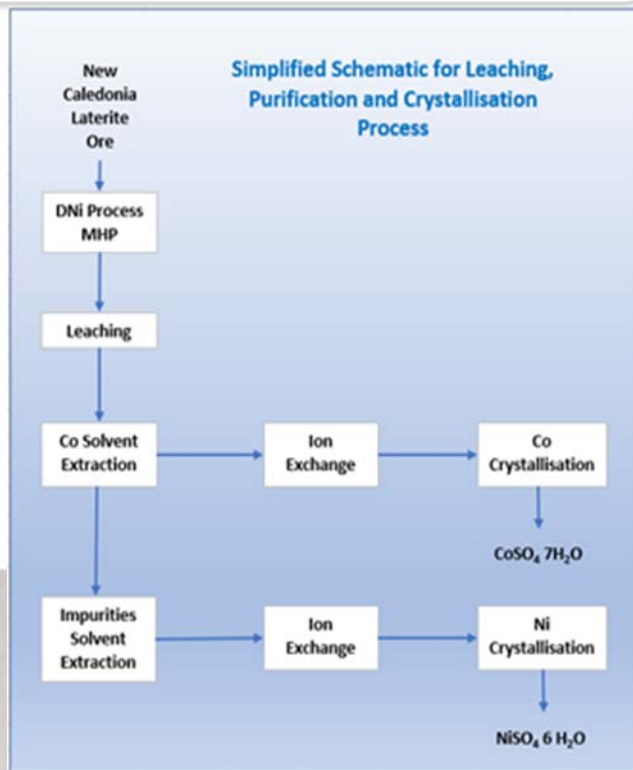 Simplified Schematic for Leaching,
Purification and Crystallisation
Process
New
Caledonia
Laterite
Ore
DNi Process
MHP
Leaching
Co Solvent
Extraction
Ion
Exchange
Co
Crystallisation
CoSO₄ 7H₂O
Impurities
Solvent
Extraction
Ion
Exchange
Ni
Crystallisation
NiSO₄ 6 H₂O